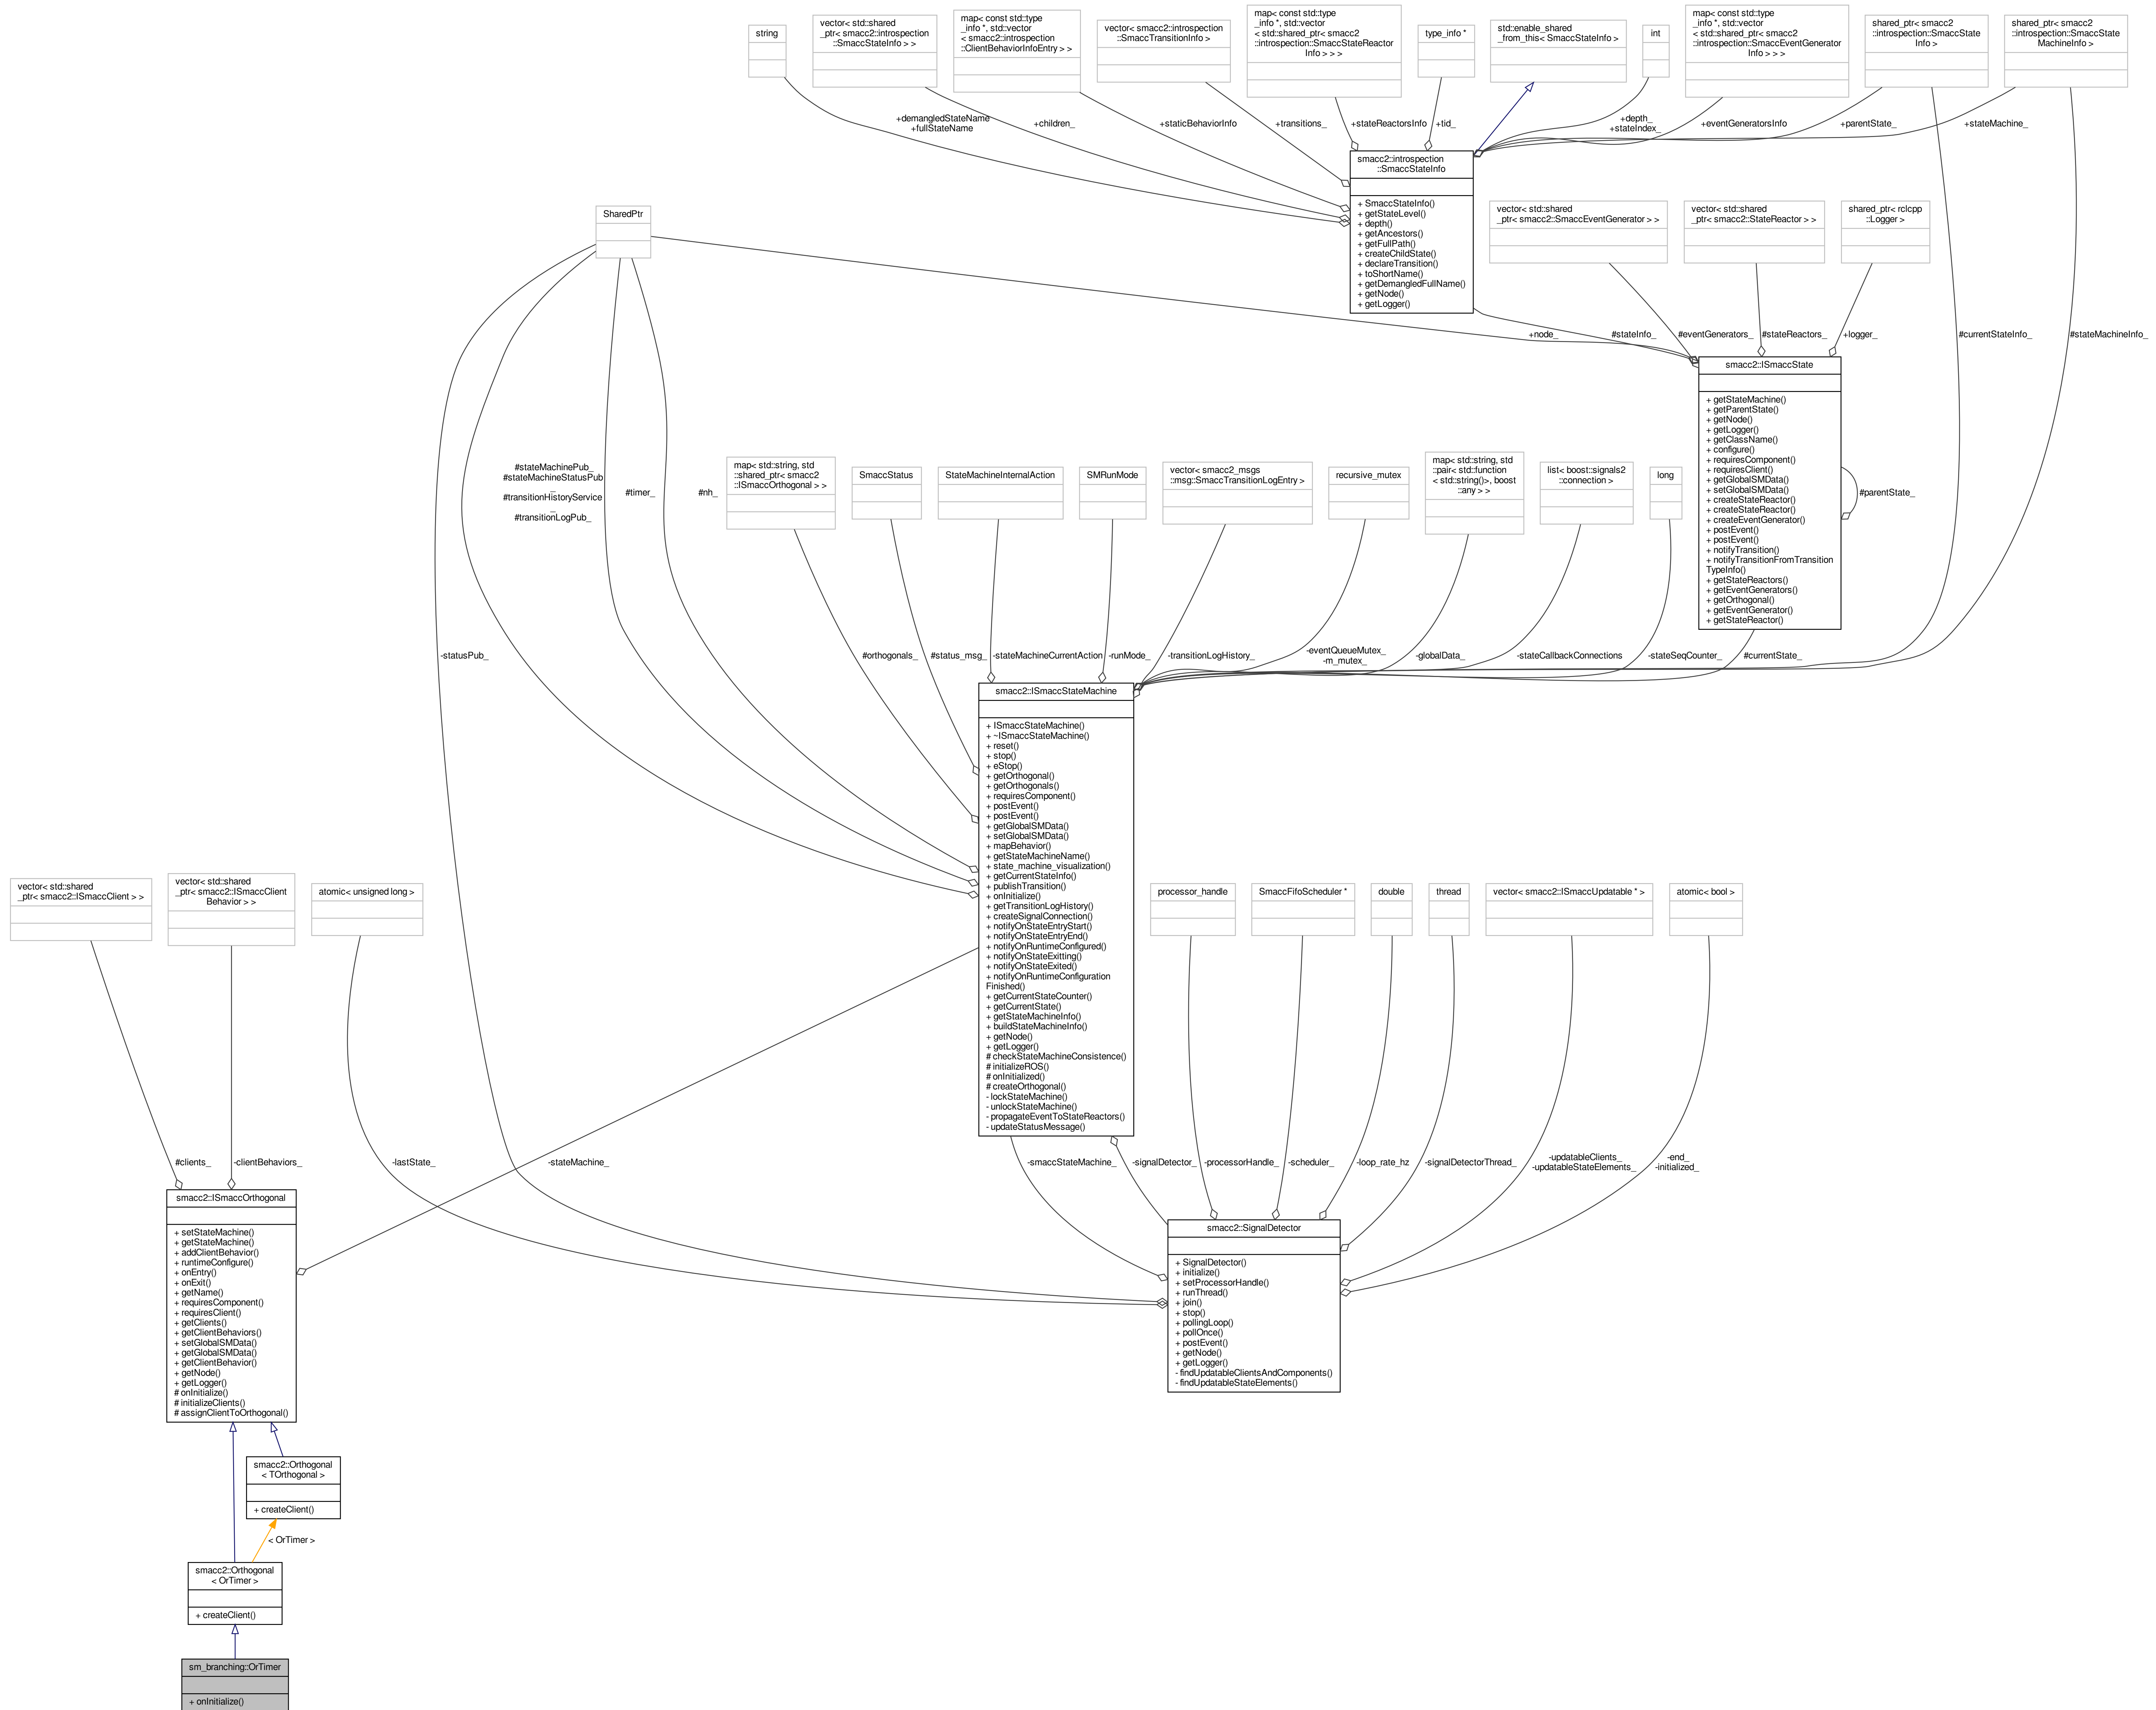 string
vector< std::shared
_ptr< smacc2::introspection
::SmaccStateInfo > >
map< const std::type
_info *, std::vector
< smacc2::introspection
::ClientBehaviorInfoEntry > >
vector< smacc2::introspection
::SmaccTransitionInfo >
map< const std::type
_info *, std::vector
< std::shared_ptr< smacc2
::introspection::SmaccStateReactor
Info > > >
type_info *
std::enable_shared
_from_this< SmaccStateInfo >
int
map< const std::type
_info *, std::vector
< std::shared_ptr< smacc2
::introspection::SmaccEventGenerator
Info > > >
shared_ptr< smacc2
::introspection::SmaccState
Info >
shared_ptr< smacc2
::introspection::SmaccState
MachineInfo >
+demangledStateName
+fullStateName
+children_
+staticBehaviorInfo
+transitions_
+stateReactorsInfo
+tid_
+depth_
+stateIndex_
+eventGeneratorsInfo
+parentState_
+stateMachine_
smacc2::introspection
::SmaccStateInfo
+ SmaccStateInfo()
+ getStateLevel()
+ depth()
+ getAncestors()
+ getFullPath()
+ createChildState()
+ declareTransition()
+ toShortName()
+ getDemangledFullName()
+ getNode()
+ getLogger()
SharedPtr
vector< std::shared
_ptr< smacc2::SmaccEventGenerator > >
vector< std::shared
_ptr< smacc2::StateReactor > >
shared_ptr< rclcpp
::Logger >
+node_
#stateInfo_
#eventGenerators_
#stateReactors_
+logger_
#currentStateInfo_
#stateMachineInfo_
smacc2::ISmaccState
+ getStateMachine()
+ getParentState()
+ getNode()
+ getLogger()
+ getClassName()
+ configure()
+ requiresComponent()
+ requiresClient()
+ getGlobalSMData()
+ setGlobalSMData()
+ createStateReactor()
+ createStateReactor()
+ createEventGenerator()
+ postEvent()
+ postEvent()
+ notifyTransition()
+ notifyTransitionFromTransition
TypeInfo()
+ getStateReactors()
+ getEventGenerators()
+ getOrthogonal()
+ getEventGenerator()
+ getStateReactor()
#parentState_
#stateMachinePub_
#stateMachineStatusPub
_
#transitionHistoryService
_
#transitionLogPub_
#timer_
#nh_
map< std::string, std
::shared_ptr< smacc2
::ISmaccOrthogonal > >
SmaccStatus
StateMachineInternalAction
SMRunMode
vector< smacc2_msgs
::msg::SmaccTransitionLogEntry >
recursive_mutex
map< std::string, std
::pair< std::function
< std::string()>, boost
::any > >
list< boost::signals2
::connection >
long
-statusPub_
#orthogonals_
#status_msg_
-stateMachineCurrentAction
-runMode_
-transitionLogHistory_
-eventQueueMutex_
-m_mutex_
-globalData_
-stateCallbackConnections
-stateSeqCounter_
#currentState_
smacc2::ISmaccStateMachine
+ ISmaccStateMachine()
+ ~ISmaccStateMachine()
+ reset()
+ stop()
+ eStop()
+ getOrthogonal()
+ getOrthogonals()
+ requiresComponent()
+ postEvent()
+ postEvent()
+ getGlobalSMData()
+ setGlobalSMData()
+ mapBehavior()
+ getStateMachineName()
+ state_machine_visualization()
+ getCurrentStateInfo()
+ publishTransition()
+ onInitialize()
+ getTransitionLogHistory()
+ createSignalConnection()
+ notifyOnStateEntryStart()
+ notifyOnStateEntryEnd()
+ notifyOnRuntimeConfigured()
+ notifyOnStateExitting()
+ notifyOnStateExited()
+ notifyOnRuntimeConfiguration
Finished()
+ getCurrentStateCounter()
+ getCurrentState()
+ getStateMachineInfo()
+ buildStateMachineInfo()
+ getNode()
+ getLogger()
# checkStateMachineConsistence()
# initializeROS()
# onInitialized()
# createOrthogonal()
- lockStateMachine()
- unlockStateMachine()
- propagateEventToStateReactors()
- updateStatusMessage()
vector< std::shared
_ptr< smacc2::ISmaccClient > >
vector< std::shared
_ptr< smacc2::ISmaccClient
Behavior > >
atomic< unsigned long >
processor_handle
SmaccFifoScheduler *
double
thread
vector< smacc2::ISmaccUpdatable * >
atomic< bool >
#clients_
-clientBehaviors_
-lastState_
-stateMachine_
-smaccStateMachine_
-signalDetector_
-processorHandle_
-scheduler_
-loop_rate_hz
-signalDetectorThread_
-updatableClients_
-updatableStateElements_
-end_
-initialized_
smacc2::ISmaccOrthogonal
+ setStateMachine()
+ getStateMachine()
+ addClientBehavior()
+ runtimeConfigure()
+ onEntry()
+ onExit()
+ getName()
+ requiresComponent()
+ requiresClient()
+ getClients()
+ getClientBehaviors()
+ setGlobalSMData()
+ getGlobalSMData()
+ getClientBehavior()
+ getNode()
+ getLogger()
# onInitialize()
# initializeClients()
# assignClientToOrthogonal()
smacc2::SignalDetector
+ SignalDetector()
+ initialize()
+ setProcessorHandle()
+ runThread()
+ join()
+ stop()
+ pollingLoop()
+ pollOnce()
+ postEvent()
+ getNode()
+ getLogger()
- findUpdatableClientsAndComponents()
- findUpdatableStateElements()
smacc2::Orthogonal
< TOrthogonal >
+ createClient()
< OrTimer >
smacc2::Orthogonal
< OrTimer >
+ createClient()
sm_branching::OrTimer
+ onInitialize()